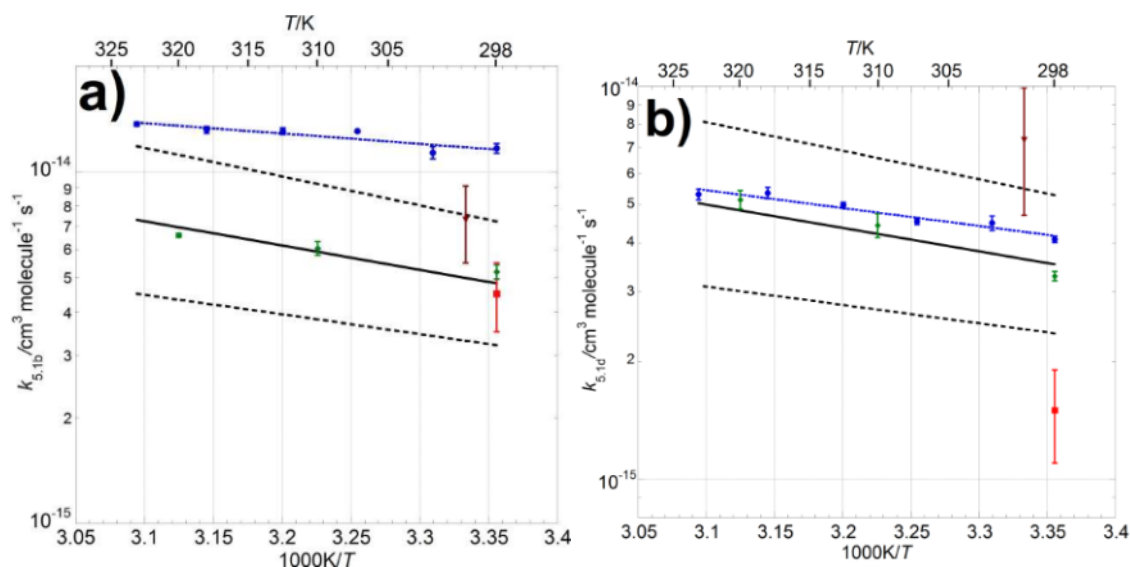 T/K
325 320 315 310 305 298
a)
10⁻¹⁴
9
8
7
6
5
4
3
2
10⁻¹⁵
k5.1b/cm³ molecule⁻¹ s⁻¹
3.05 3.1 3.15 3.2 3.25 3.3 3.35 3.4
1000K/T
T/K
325 320 315 310 305 298
b)
10⁻¹⁴
9
8
7
6
5
4
3
2
10⁻¹⁵
k5.1d/cm³ molecule⁻¹ s⁻¹
3.05 3.1 3.15 3.2 3.25 3.3 3.35 3.4
1000K/T